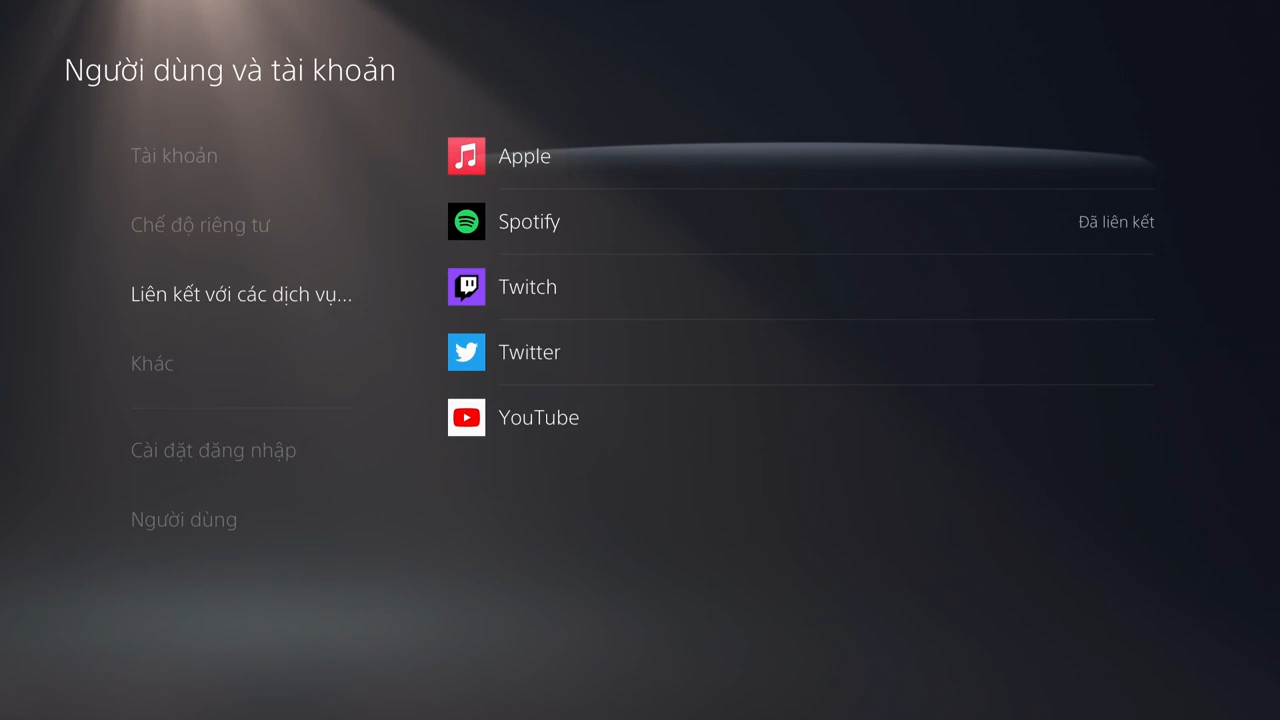 Người dùng và tài khoản
Tài khoản
Chế độ riêng tư
Liên kết với các dịch vụ...
Khác
Cài đặt đăng nhập
Người dùng
Apple
Spotify
Đã liên kết
Twitch
Twitter
YouTube